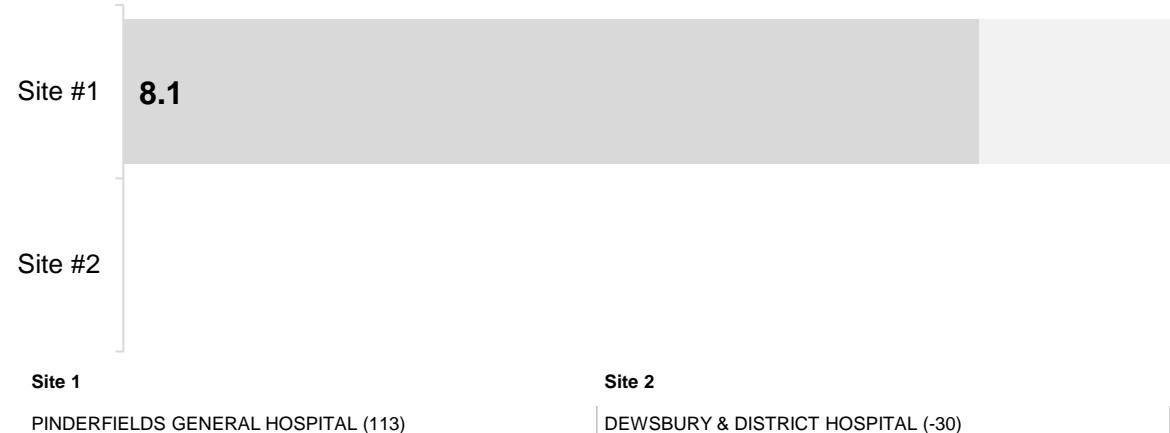 Site #1
8.1
Site #2
Site 1
Site 2
PINDERFIELDS GENERAL HOSPITAL (113)
DEWSBURY & DISTRICT HOSPITAL (-30)